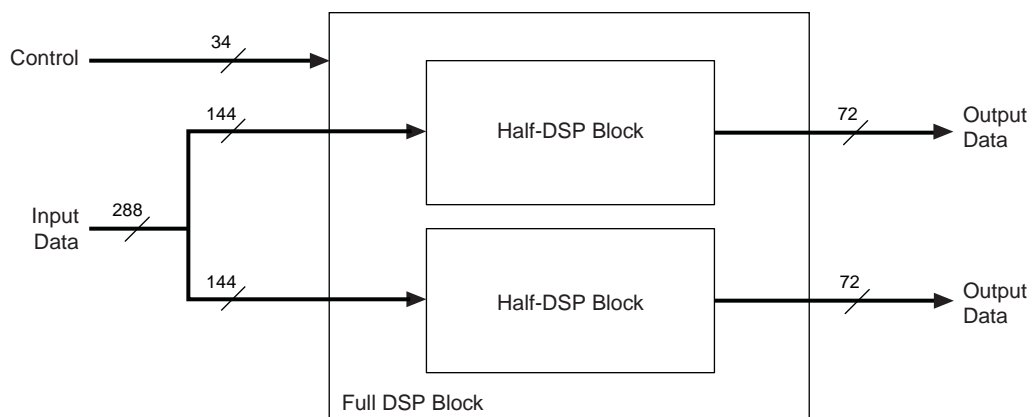 34
Control
144
Half-DSP Block
72
Output
Data
288
Input
Data
144
Half-DSP Block
72
Output
Data
Full DSP Block